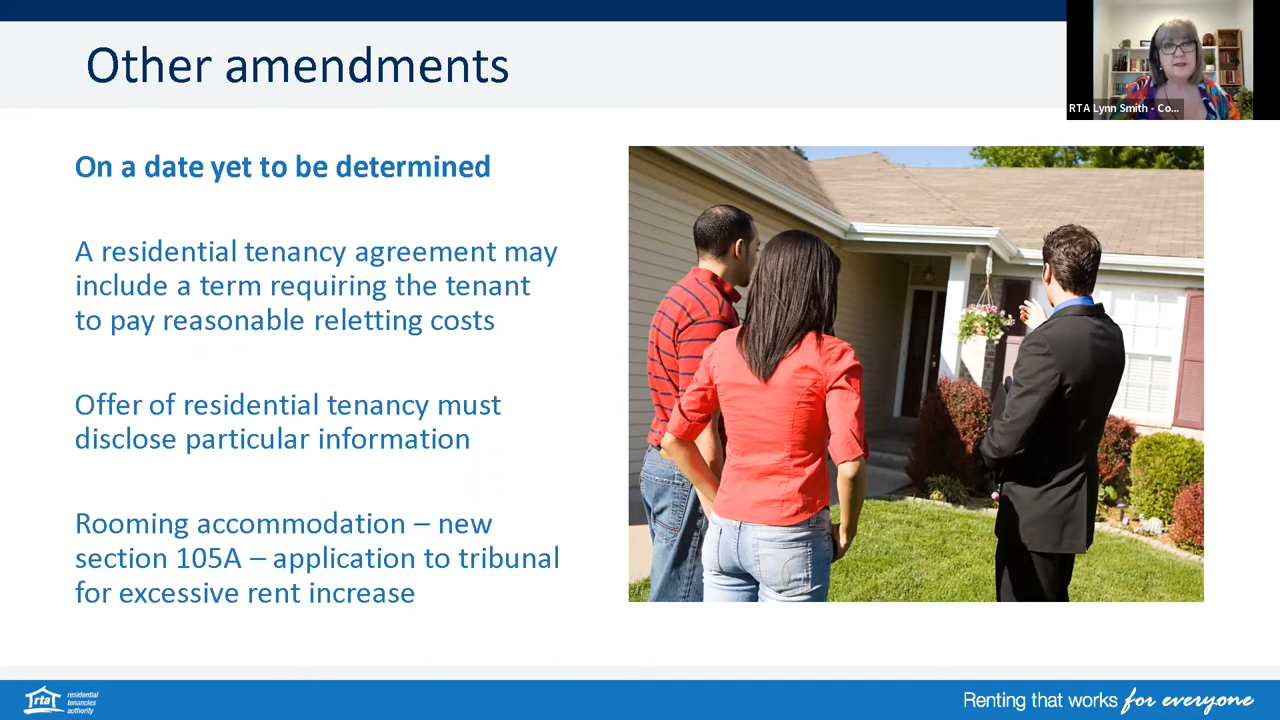 Other amendments
RTA Lynn Smith - Co...
On a date yet to be determined
A residential tenancy agreement may
include a term requiring the tenant
to pay reasonable reletting costs
Offer of residential tenancy must
disclose particular information
Rooming accommodation – new
section 105A – application to tribunal
for excessive rent increase
rta
residential
tenancies
authority
Renting that works for everyone